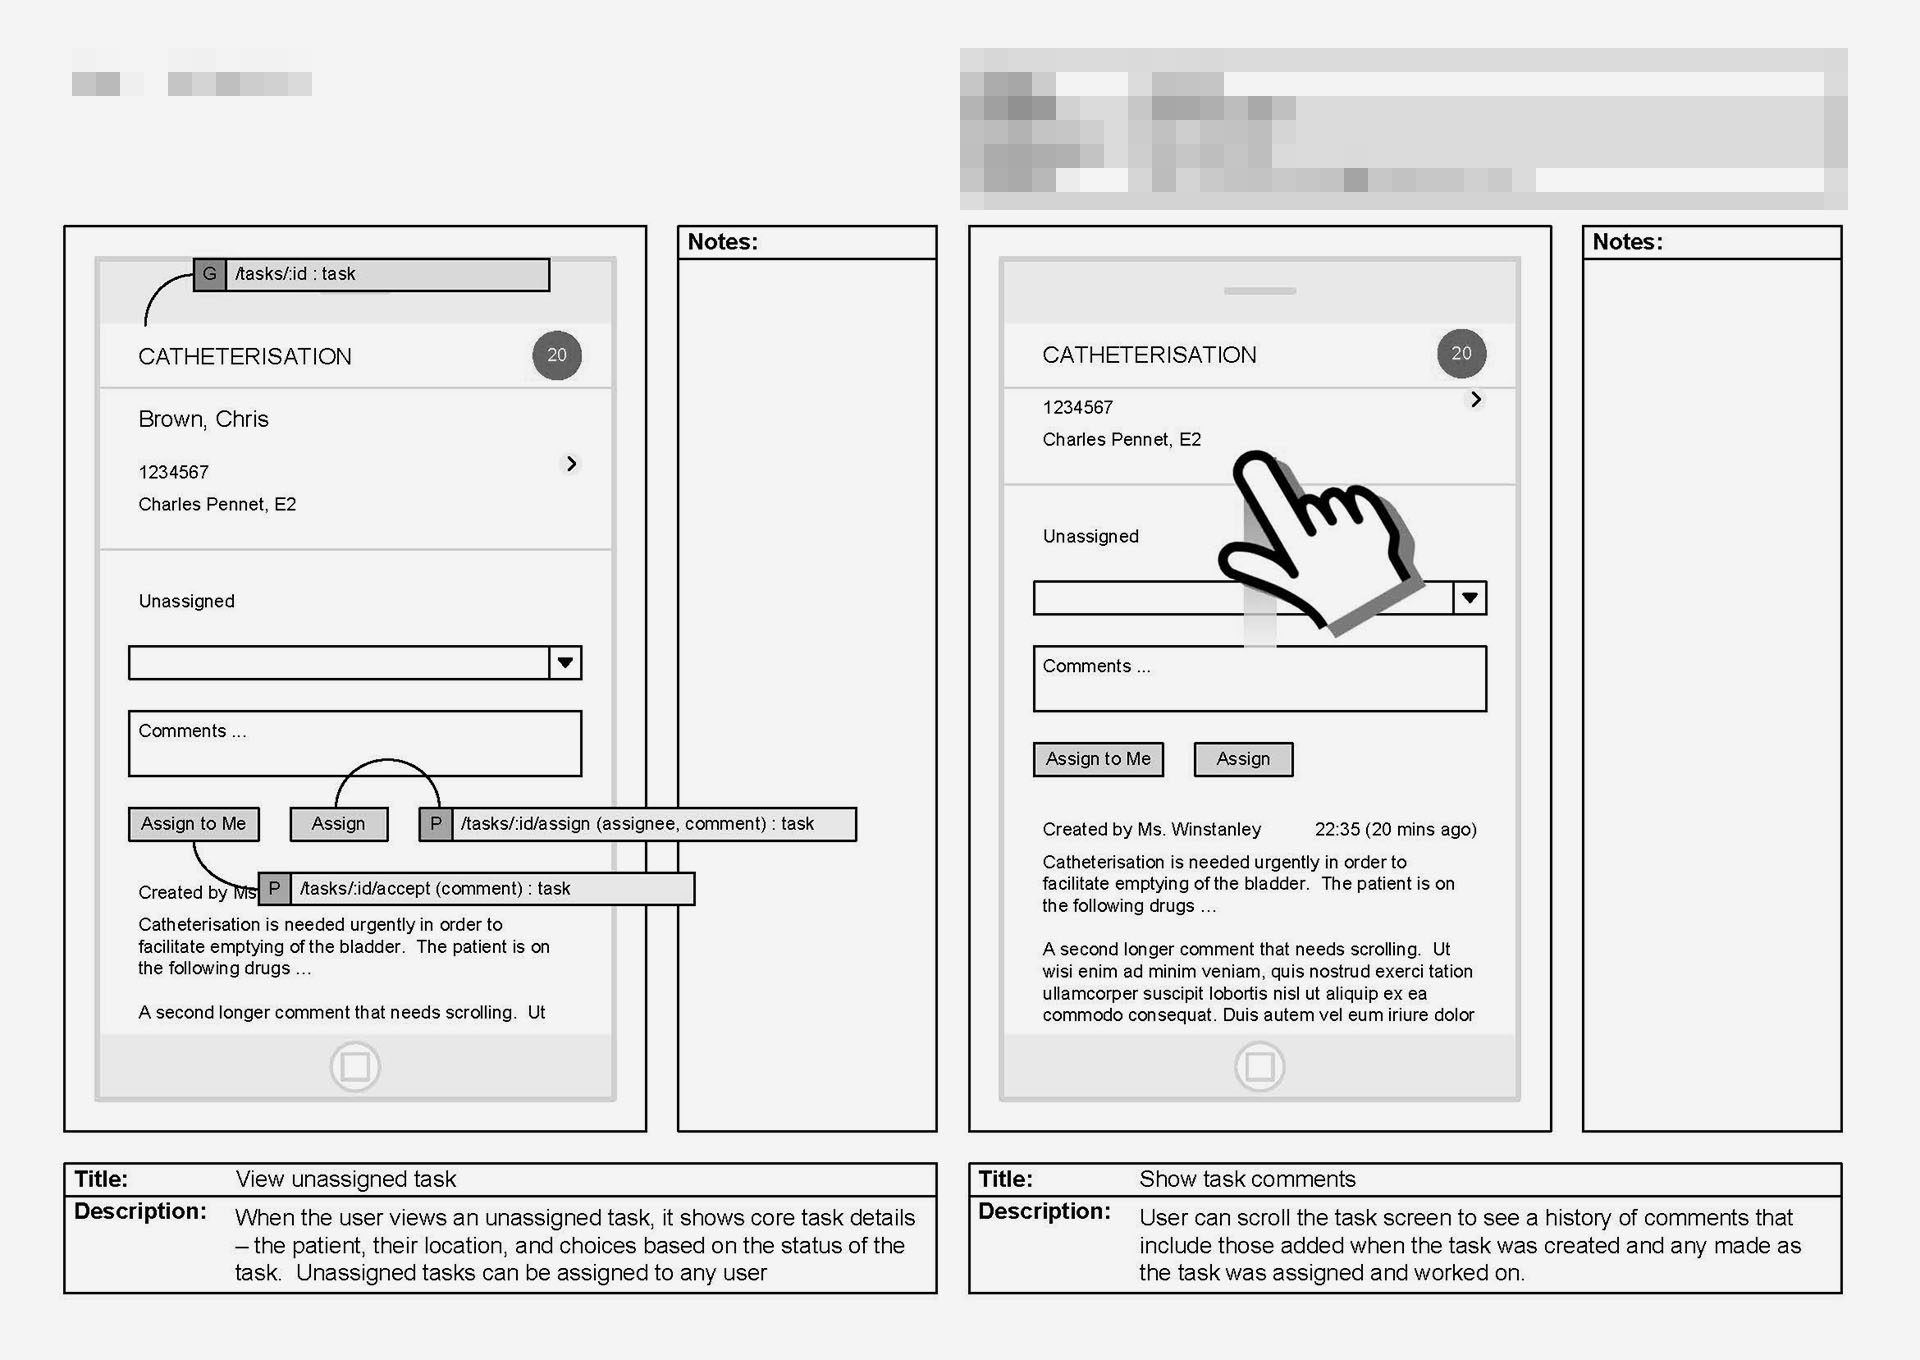 G /tasks/:id : task
CATHETERISATION
20
Brown, Chris
1234567
Charles Pennet, E2
Unassigned
Comments ...
Assign to Me
Assign
P /tasks/:id/assign (assignee, comment) : task
P /tasks/:id/accept (comment) : task
Created by Ms
Catheterisation is needed urgently in order to
facilitate emptying of the bladder.  The patient is on
the following drugs ...
A second longer comment that needs scrolling.  Ut
Notes:
Title: View unassigned task
Description: When the user views an unassigned task, it shows core task details
– the patient, their location, and choices based on the status of the
task.  Unassigned tasks can be assigned to any user
CATHETERISATION
20
1234567
Charles Pennet, E2
Unassigned
Comments ...
Assign to Me
Assign
Created by Ms. Winstanley 22:35 (20 mins ago)
Catheterisation is needed urgently in order to
facilitate emptying of the bladder.  The patient is on
the following drugs ...
A second longer comment that needs scrolling.  Ut
wisi enim ad minim veniam, quis nostrud exerci tation
ullamcorper suscipit lobortis nisl ut aliquip ex ea
commodo consequat. Duis autem vel eum iriure dolor
Notes:
Title: Show task comments
Description: User can scroll the task screen to see a history of comments that
include those added when the task was created and any made as
the task was assigned and worked on.